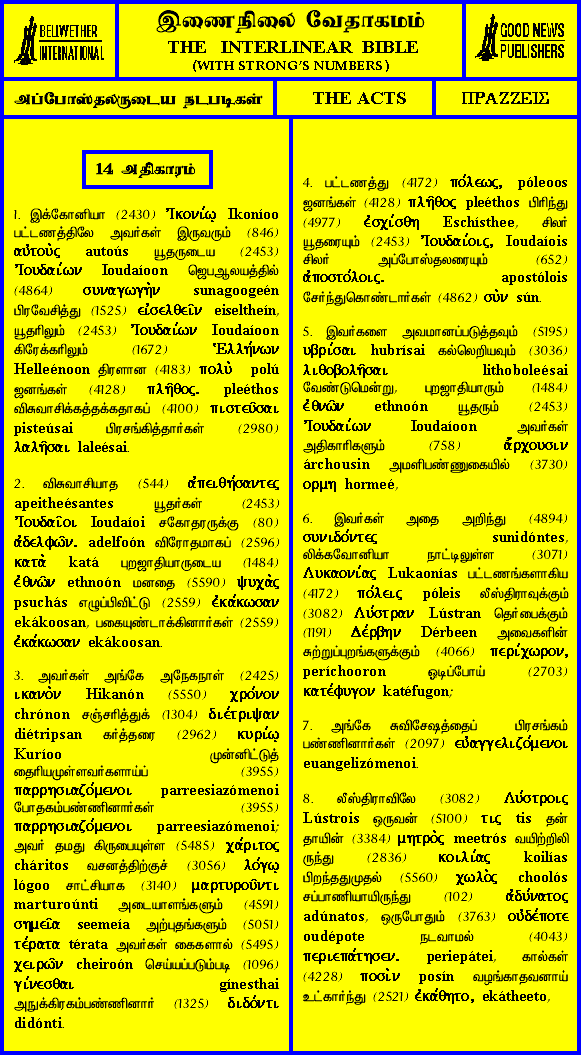 BELLWETHER
INTERNATIONAL
இணைநிலை வேதாகமம்
THE INTERLINEAR BIBLE
(WITH STRONG'S NUMBERS)
GOOD NEWS
PUBLISHERS
அப்போஸ்தலருடைய நடபடிகள்
THE ACTS
ΠΡΑΖΖΕΙΣ
14 அதிகாரம்
1. இக்கோனியா (2430) Ἰκονίῳ Ikoníoo
பட்டணத்திலே அவர்கள் இருவரும் (846)
αὐτοὺς autoús யூதருடைய (2453)
Ἰουδαίων Ioudaíoon ஜெபஆலயத்தில்
(4864) συναγωγὴν sunagoogeén
பிரவேசித்து (1525) εἰσελθεῖν eiseltheín,
யூதரிலும் (2453) Ἰουδαίων Ioudaíoon
கிரேக்கரிலும் (1672) Ἑλλήνων
Helleénoon திரளான (4183) πολὺ polú
ஜனங்கள் (4128) πλῆθος. pleéthos
விசுவாசிக்கத்தக்கதாகப் (4100) πιστεῦσαι
pisteúsai பிரசங்கித்தார்கள் (2980)
λαλῆσαι laleésai.
2. விசுவாசியாத (544) ἀπειθήσαντες
apeitheésantes யூதர்கள் (2453)
Ἰουδαῖοι Ioudaíoi சகோதரருக்கு (80)
ἀδελφῶν. adelfoón விரோதமாகப் (2596)
κατὰ katá புறஜாதியாருடைய (1484)
ἐθνῶν ethnoón மனதை (5590) ψυχὰς
psuchás எழுப்பிவிட்டு (2559) ἐκάκωσαν
ekákoosan, பகையுண்டாக்கினார்கள் (2559)
ἐκάκωσαν ekákoosan.
3. அவர்கள் அங்கே அநேகநாள் (2425)
ικανὸν Hikanón (5550) χρόνον
chrónon சஞ்சரித்துக் (1304) διέτριψαν
diétripsan கர்த்தரை (2962) κυρίῳ
Kuríoo முன்னிட்டுத்
தைரியமுள்ளவர்களாய்ப் (3955)
παρρησιαζόμενοι parreesiazómenoi
போதகம்பண்ணினார்கள் (3955)
παρρησιαζόμενοι parreesiazómenoi;
அவர் தமது கிருபையுள்ள (5485) χάριτος
cháritos வசனத்திற்குச் (3056) λόγῳ
lógoo சாட்சியாக (3140) μαρτυροῦντι
marturoúnti அடையாளங்களும் (4591)
σημεῖα seemeía அற்புதங்களும் (5051)
τέρατα térata அவர்கள் கைகளால் (5495)
χειρῶν cheiroón செய்யப்படும்படி (1096)
γίνεσθαι gínesthai
அநுக்கிரகம்பண்ணினார் (1325) διδόντι
didónti.
4. பட்டணத்து (4172) πόλεως, póleoos
ஜனங்கள் (4128) πλῆθος pleéthos பிரிந்து
(4977) ἐσχίσθη Eschísthee, சிலர்
யூதரையும் (2453) Ἰουδαίοις, Ioudaíois
சிலர் அப்போஸ்தலரையும் (652)
ἀποστόλοις. apostólois
சேர்ந்துகொண்டார்கள் (4862) σὺν sún.
5. இவர்களை அவமானப்படுத்தவும் (5195)
υβρίσαι hubrísai கல்லெறியவும் (3036)
λιθοβολῆσαι lithoboleésai
வேண்டுமென்று, புறஜாதியாரும் (1484)
ἐθνῶν ethnoón யூதரும் (2453)
Ἰουδαίων Ioudaíoon அவர்கள்
அதிகாரிகளும் (758) ἄρχουσιν
árchousin அமளிபண்ணுகையில் (3730)
ορμη hormeé,
6. இவர்கள் அதை அறிந்து (4894)
συνιδόντες sunidóntes,
லிக்கவோனியா நாட்டிலுள்ள (3071)
Λυκαονίας Lukaonías பட்டணங்களாகிய
(4172) πόλεις póleis லீஸ்திராவுக்கும்
(3082) Λύστραν Lústran தெர்பைக்கும்
(1191) Δέρβην Dérbeen அவைகளின்
சுற்றுப்புறங்களுக்கும் (4066) περίχωρον,
períchooron ஓடிப்போய் (2703)
κατέφυγον katéfugon;
7. அங்கே சுவிசேஷத்தைப் பிரசங்கம்
பண்ணினார்கள் (2097) εὐαγγελιζόμενοι
euangelizómenoi.
8. லீஸ்திராவிலே (3082) Λύστροις
Lústrois ஒருவன் (5100) τις tis தன்
தாயின் (3384) μητρὸς meetrós வயிற்றிலி
ருந்து (2836) κοιλίας koilías
பிறந்ததுமுதல் (5560) χωλὸς choolós
சப்பாணியாயிருந்து (102) ἀδύνατος
adúnatos, ஒருபோதும் (3763) οὐδέποτε
oudépote நடவாமல் (4043)
περιεπάτησεν. periepátei, கால்கள்
(4228) ποσὶν posín வழங்காதவனாய்
உட்கார்ந்து (2521) ἐκάθητο, ekátheeto,